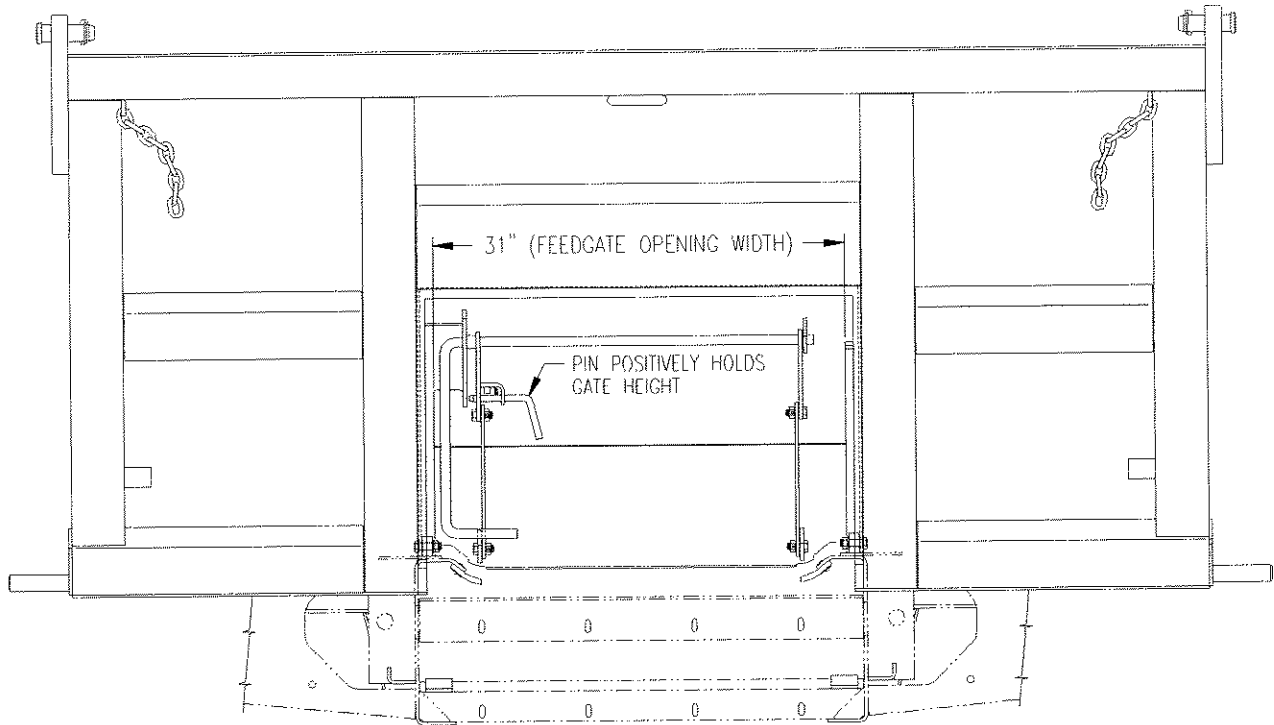 31" (FEEDGATE OPENING WIDTH)
PIN POSITIVELY HOLDS
GATE HEIGHT